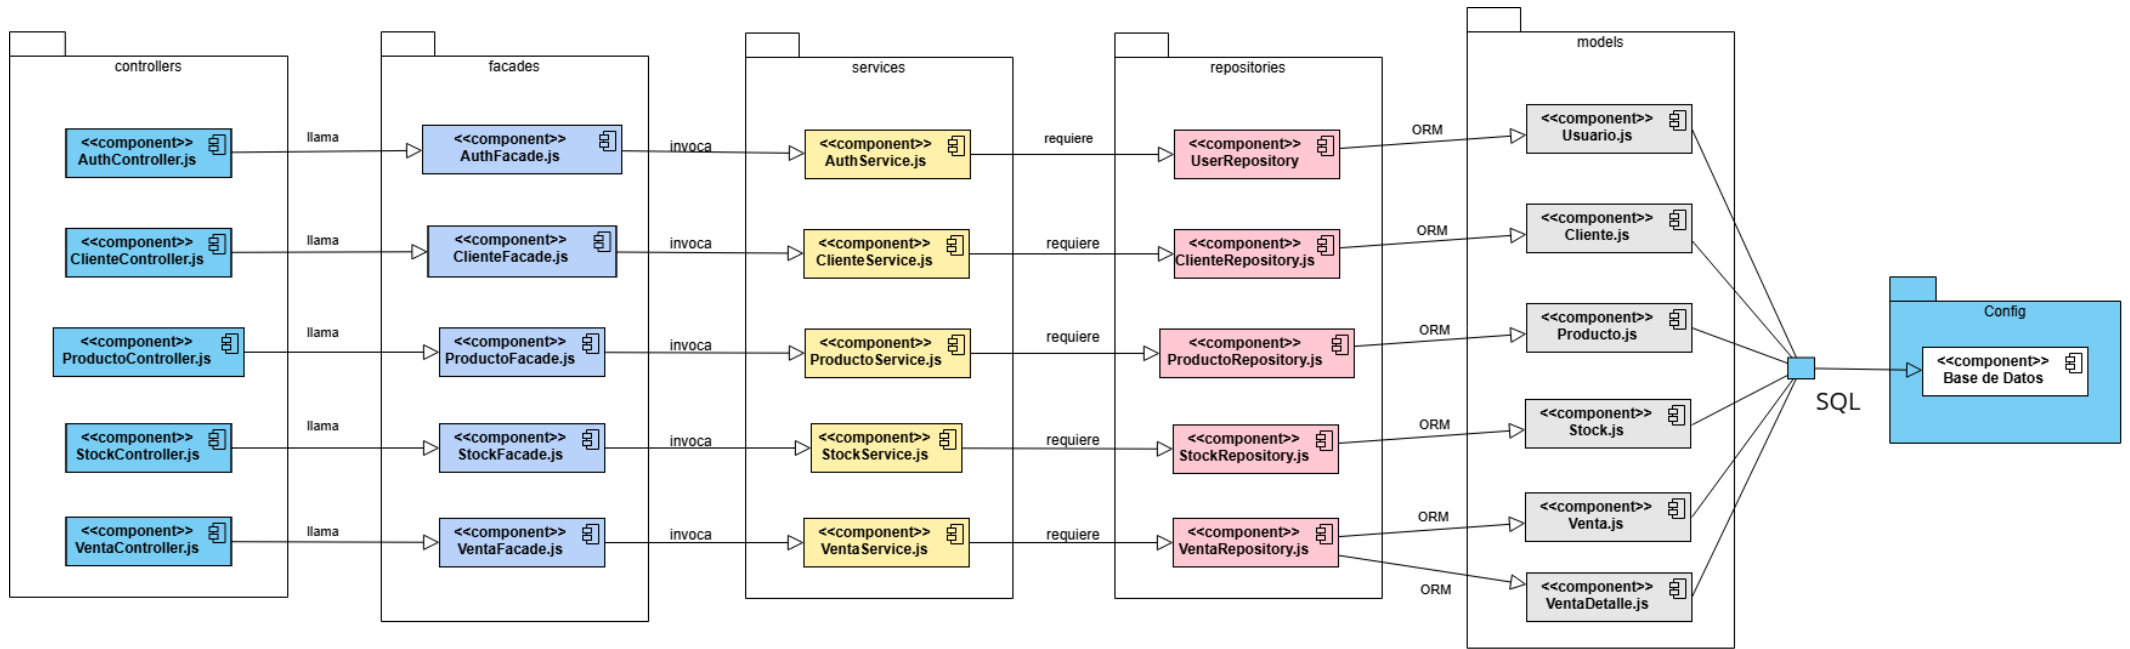 controllers
<<component>>
AuthController.js
<<component>>
ClienteController.js
<<component>>
ProductoController.js
<<component>>
StockController.js
<<component>>
VentaController.js
llama
llama
llama
llama
llama
facades
<<component>>
AuthFacade.js
<<component>>
ClienteFacade.js
<<component>>
ProductoFacade.js
<<component>>
StockFacade.js
<<component>>
VentaFacade.js
invoca
invoca
invoca
invoca
invoca
services
<<component>>
AuthService.js
<<component>>
ClienteService.js
<<component>>
ProductoService.js
<<component>>
StockService.js
<<component>>
VentaService.js
requiere
requiere
requiere
requiere
requiere
repositories
<<component>>
UserRepository
<<component>>
ClienteRepository.js
<<component>>
ProductoRepository.js
<<component>>
StockRepository.js
<<component>>
VentaRepository.js
ORM
ORM
ORM
ORM
ORM
ORM
models
<<component>>
Usuario.js
<<component>>
Cliente.js
<<component>>
Producto.js
<<component>>
Stock.js
<<component>>
Venta.js
<<component>>
VentaDetalle.js
SQL
Config
<<component>>
Base de Datos